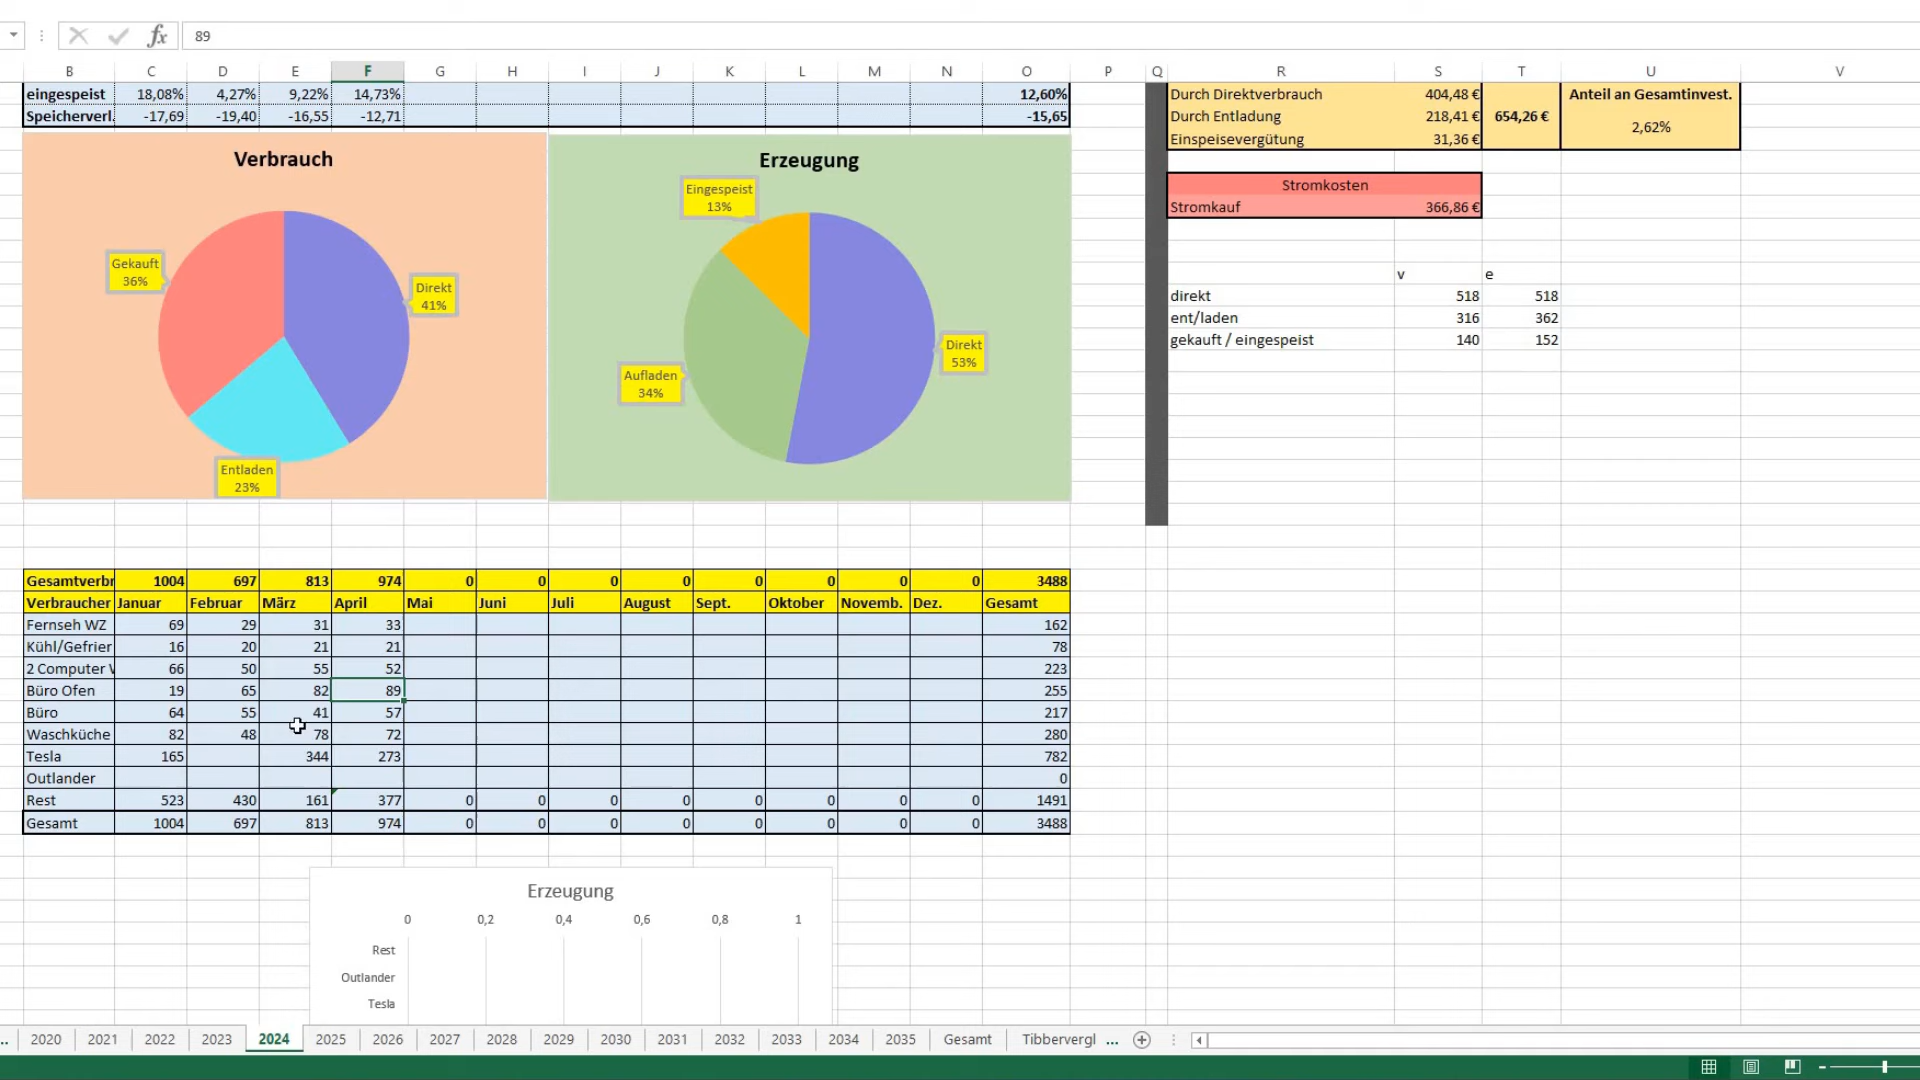 89
B C D E F G H I J K L M N O P Q R S T U V
eingespeist 18,08% 4,27% 9,22% 14,73% 12,60%
Speicherverl. -17,69 -19,40 -16,55 -12,71 -15,65
Durch Direktverbrauch 404,48 €
Durch Entladung 218,41 € 654,26 €
Einspeisevergütung 31,36 €
Anteil an Gesamtinvest.
2,62%
Stromkosten
Stromkauf 366,86 €
v e
direkt 518 518
ent/laden 316 362
gekauft / eingespeist 140 152
Verbrauch
Gekauft
36%
Direkt
41%
Entladen
23%
Erzeugung
Eingespeist
13%
Direkt
53%
Aufladen
34%
Gesamtverbr 1004 697 813 974 0 0 0 0 0 0 0 0 3488
Verbraucher Januar Februar März April Mai Juni Juli August Sept. Oktober Novemb. Dez. Gesamt
Fernseh WZ 69 29 31 33 162
Kühl/Gefrier 16 20 21 21 78
2 Computer W 66 50 55 52 223
Büro Ofen 19 65 82 89 255
Büro 64 55 41 57 217
Waschküche 82 48 78 72 280
Tesla 165 344 273 782
Outlander 0
Rest 523 430 161 377 0 0 0 0 0 0 0 0 1491
Gesamt 1004 697 813 974 0 0 0 0 0 0 0 0 3488
Erzeugung
0 0,2 0,4 0,6 0,8 1
Rest
Outlander
Tesla
... 2020 2021 2022 2023 2024 2025 2026 2027 2028 2029 2030 2031 2032 2033 2034 2035 Gesamt Tibbervergl ...